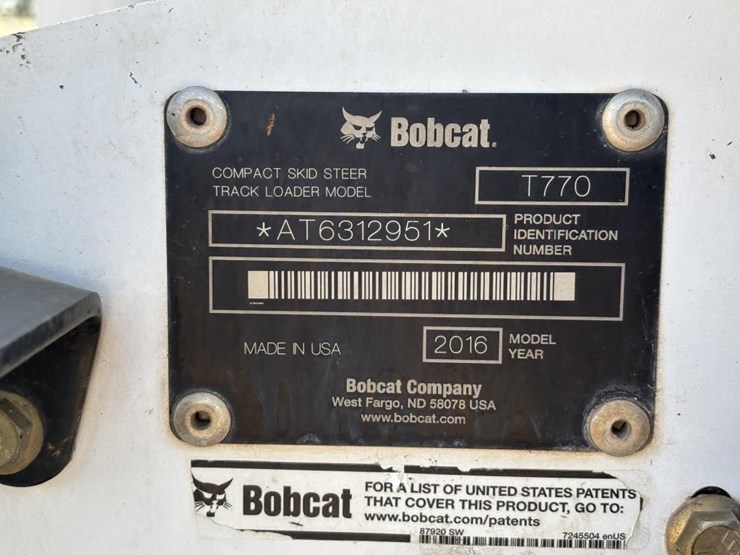 Bobcat.
COMPACT SKID STEER
TRACK LOADER MODEL
T770
*AT6312951*
PRODUCT
IDENTIFICATION
NUMBER
MADE IN USA
2016
MODEL
YEAR
Bobcat Company
West Fargo, ND 58078 USA
www.bobcat.com
Bobcat
FOR A LIST OF UNITED STATES PATENTS
THAT COVER THIS PRODUCT, GO TO:
www.bobcat.com/patents
87920 SW
7245504 enUS